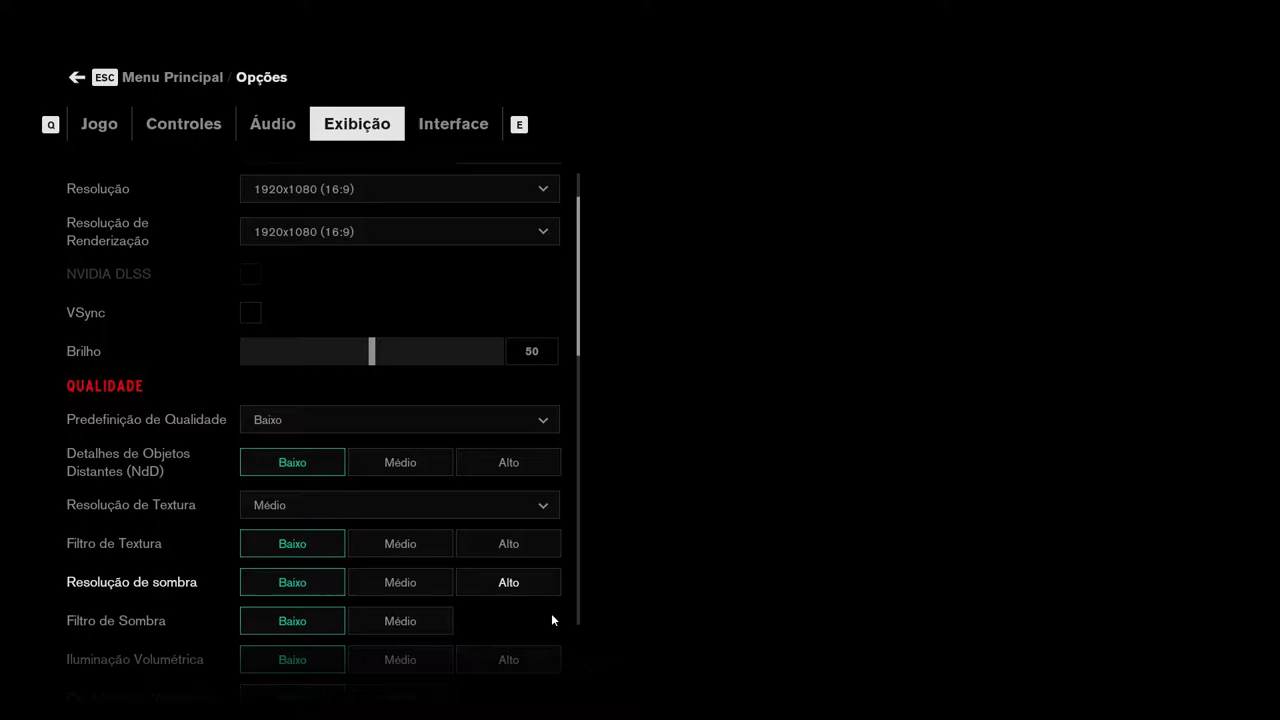 ESC Menu Principal / Opções
Q Jogo Controles Áudio Exibição Interface E
Resolução 1920x1080 (16:9)
Resolução de
Renderização 1920x1080 (16:9)
NVIDIA DLSS
VSync
Brilho 50
QUALIDADE
Predefinição de Qualidade Baixo
Detalhes de Objetos
Distantes (NdD) Baixo Médio Alto
Resolução de Textura Médio
Filtro de Textura Baixo Médio Alto
Resolução de sombra Baixo Médio Alto
Filtro de Sombra Baixo Médio
Iluminação Volumétrica Baixo Médio Alto